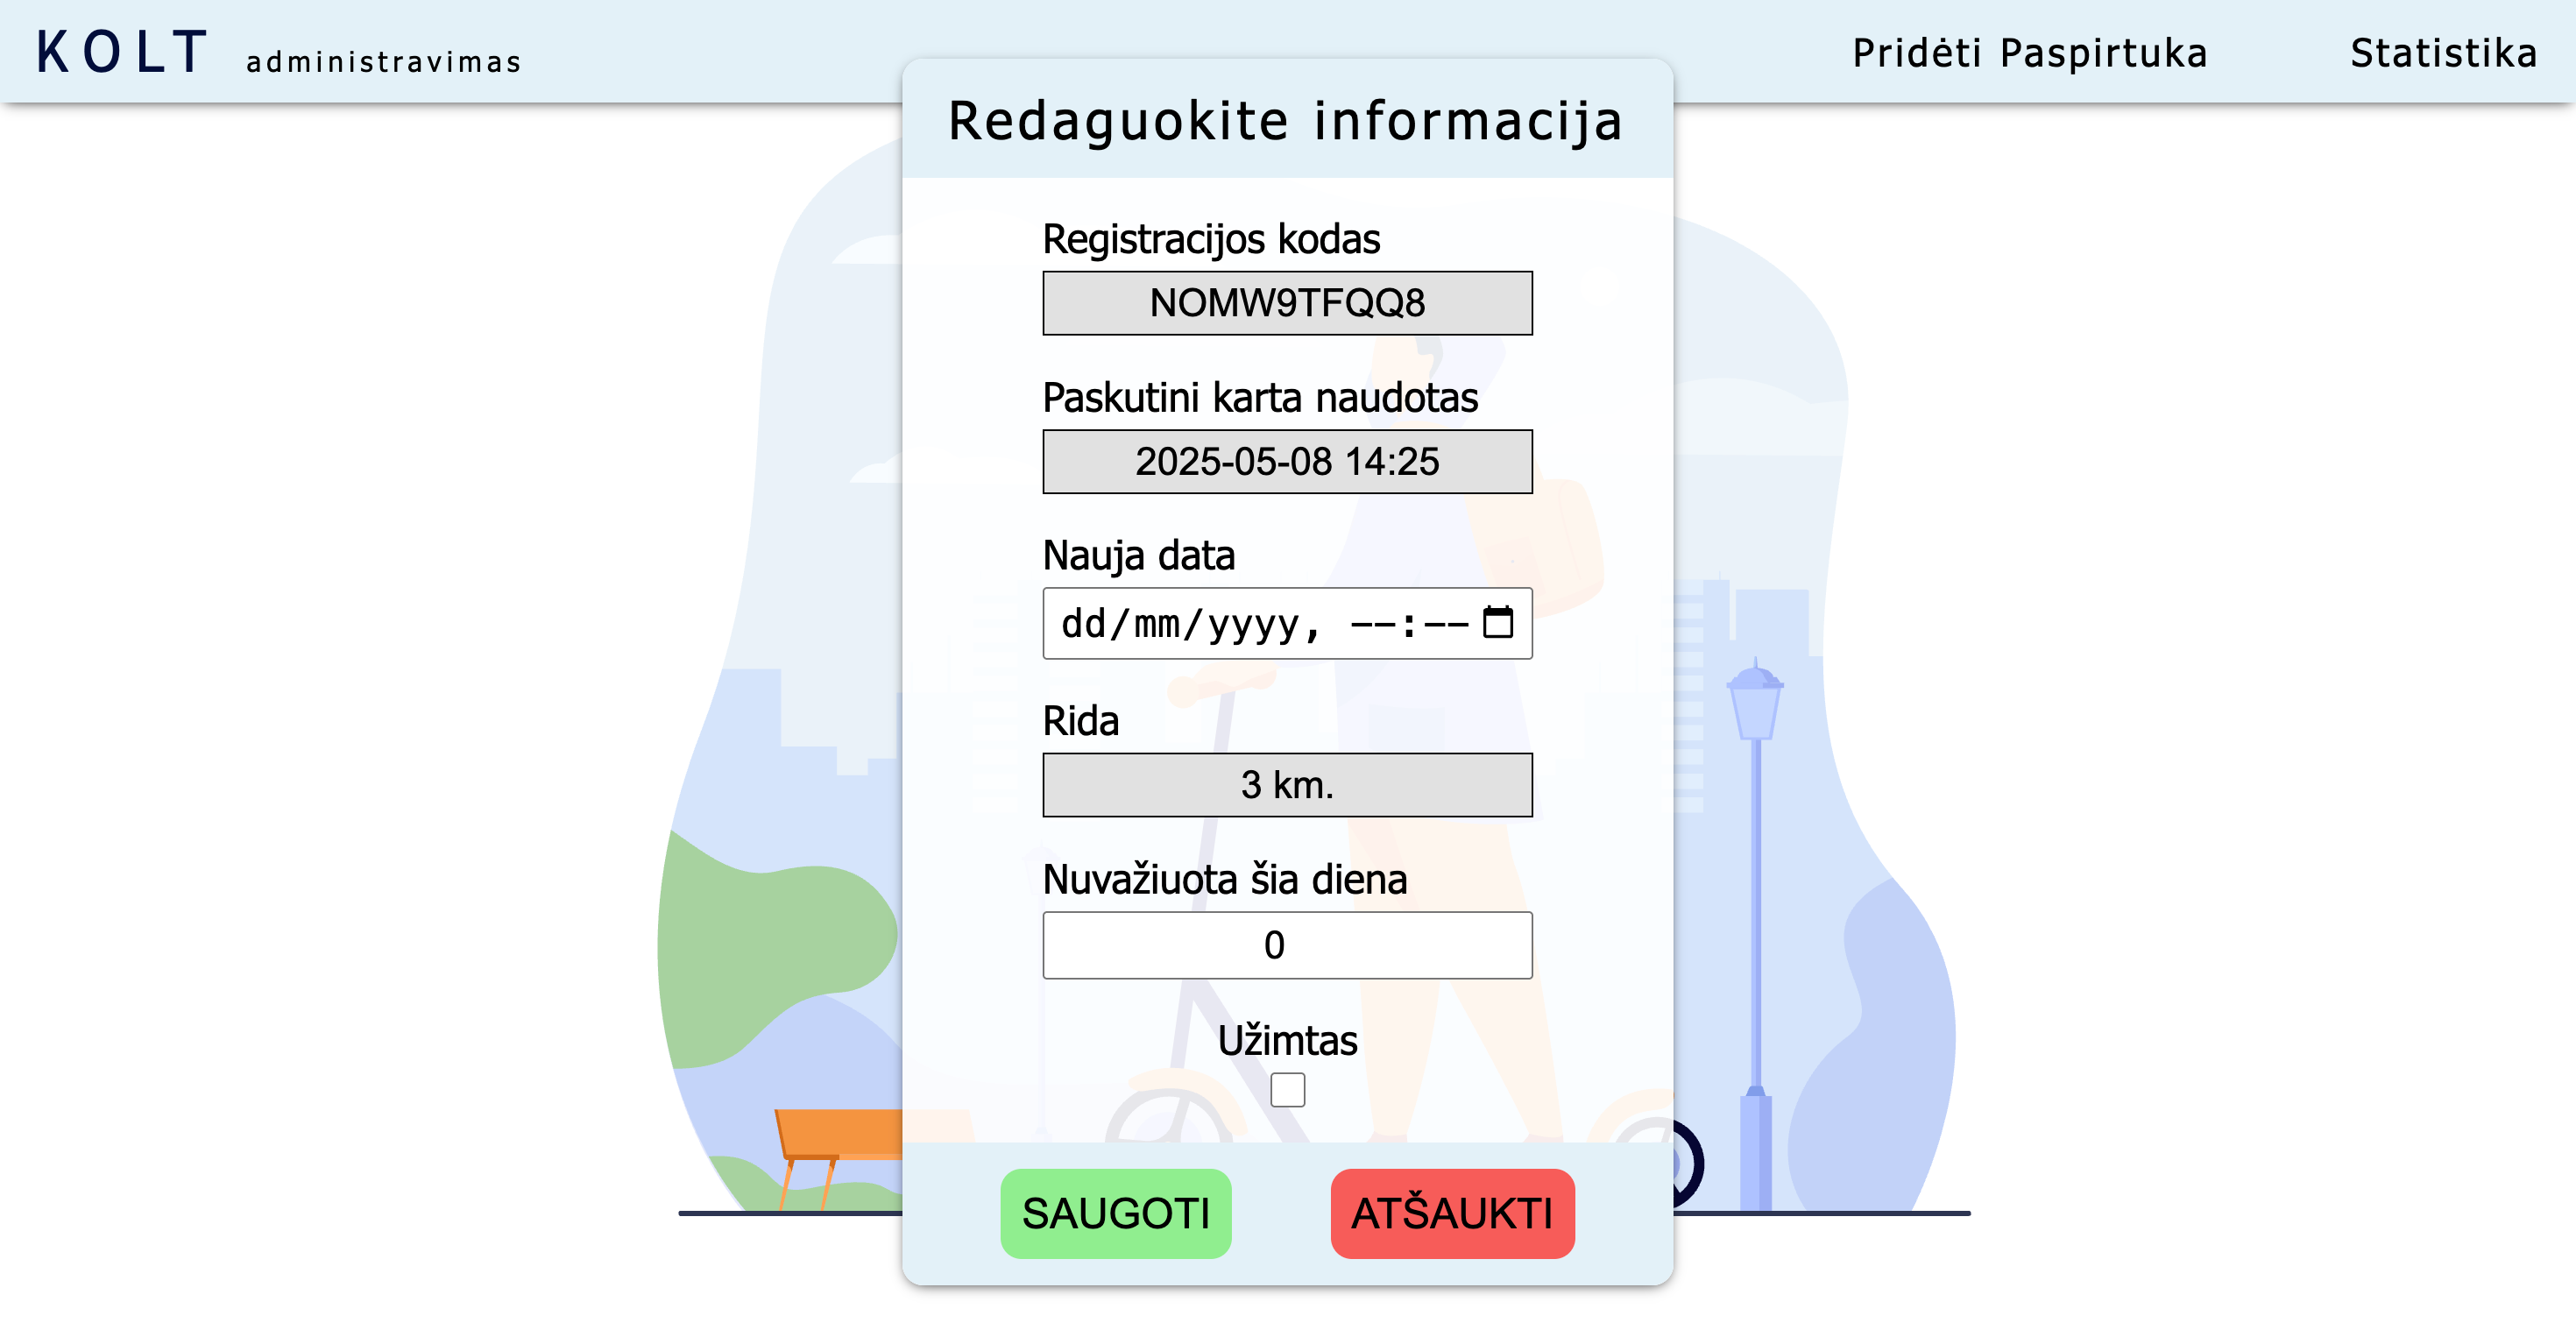 KOLT administravimas Pridėti Paspirtuka Statistika
Redaguokite informacija
Registracijos kodas
NOMW9TFQQ8
Paskutini karta naudotas
2025-05-08 14:25
Nauja data
dd/mm/yyyy, --:--
Rida
3 km.
Nuvažiuota šia diena
0
Užimtas
SAUGOTI ATŠAUKTI